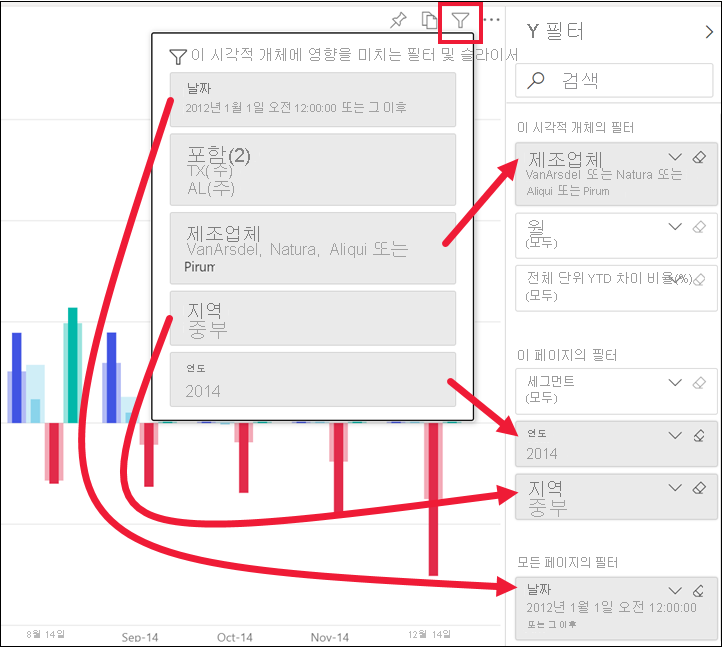 이 시각적 개체에 영향을 미치는 필터 및 슬라이서
날짜
2012년 1월 1일 오전 12:00:00 또는 그 이후
포함(2)
TX(주)
AL(주)
제조업체
VanArsdel, Natura, Aliqui 또는
Pirum
지역
중부
연도
2014
8월 14일
Sep-14
Oct-14
Nov-14
12월 14일
Y 필터
검색
이 시각적 개체의 필터
제조업체
VanArsdel 또는 Natura 또는
Aliqui 또는 Pirum
월
(모두)
전체 단위 YTD 차이 비율(%)
(모두)
이 페이지의 필터
세그먼트
(모두)
연도
2014
지역
중부
모든 페이지의 필터
날짜
2012년 1월 1일 오전 12:00:00
또는 그 이후